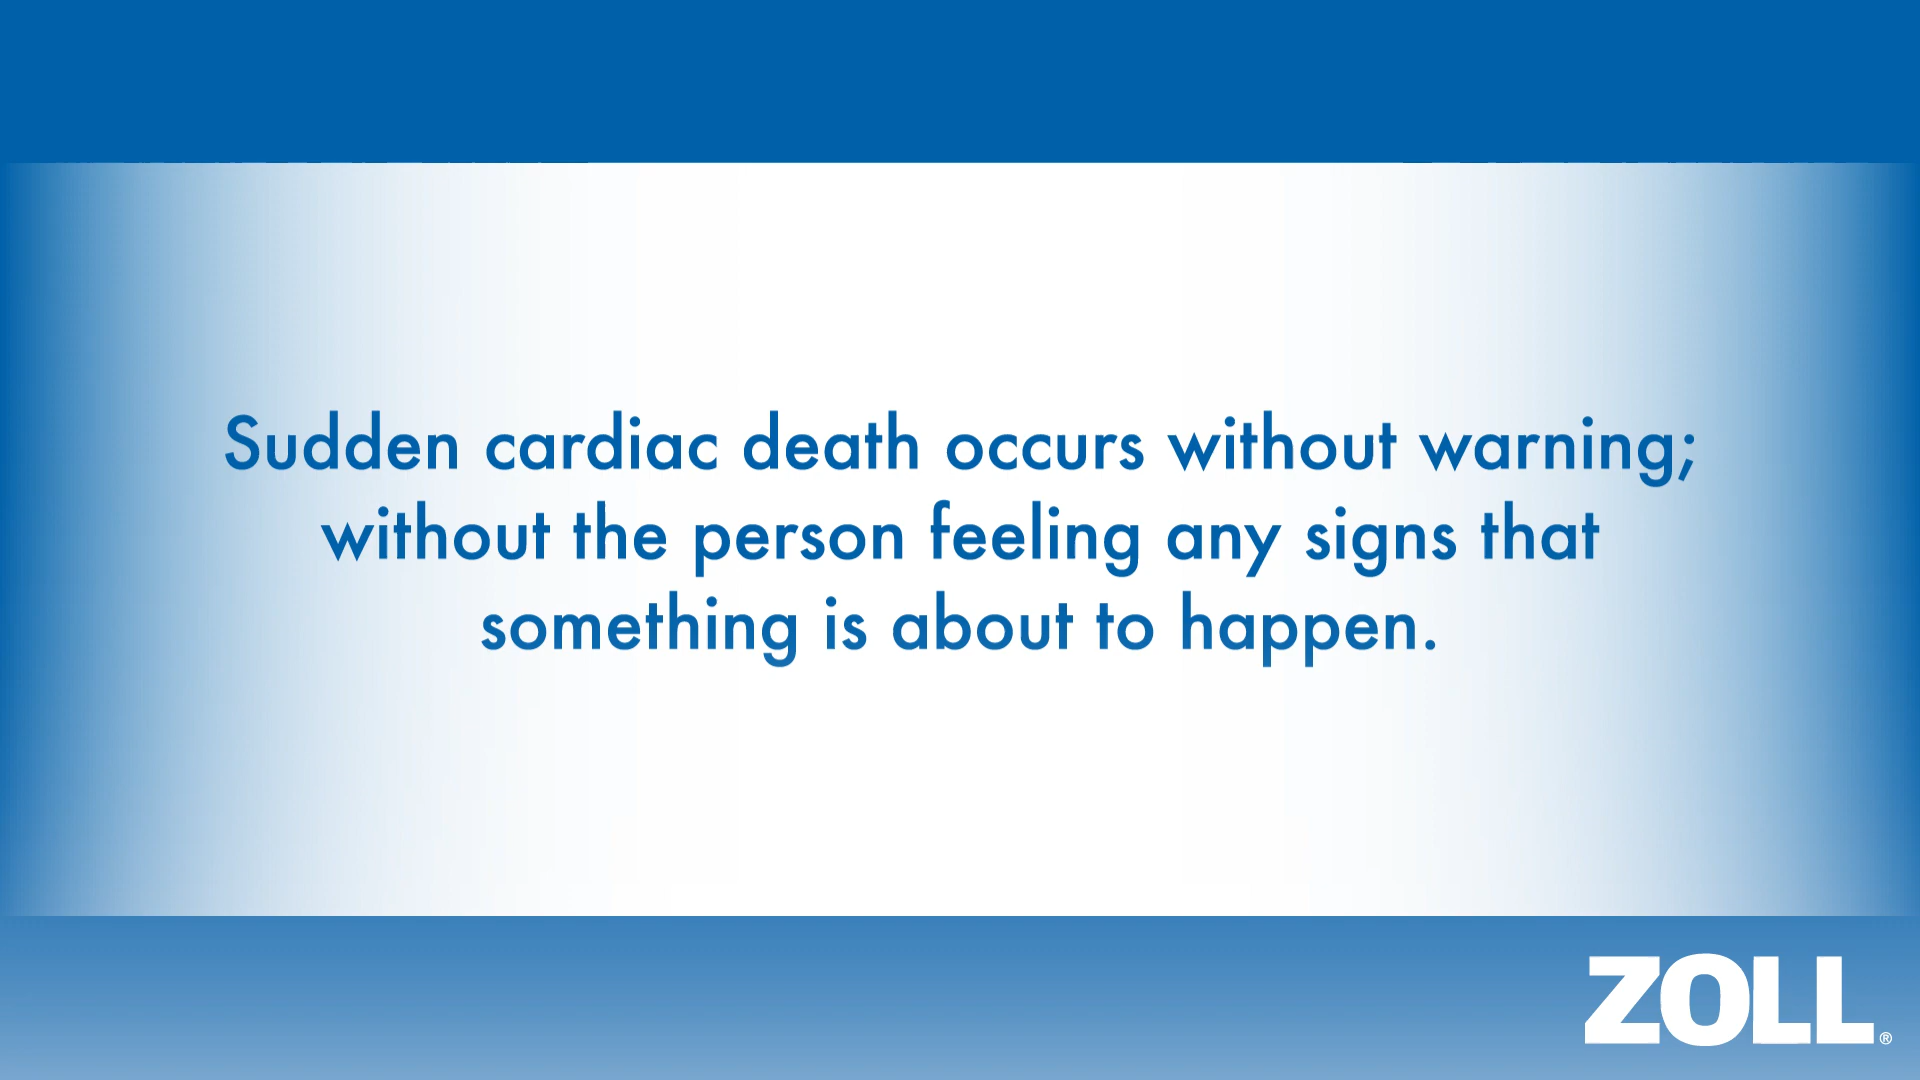 Sudden cardiac death occurs without warning;
without the person feeling any signs that
something is about to happen.
ZOLL®